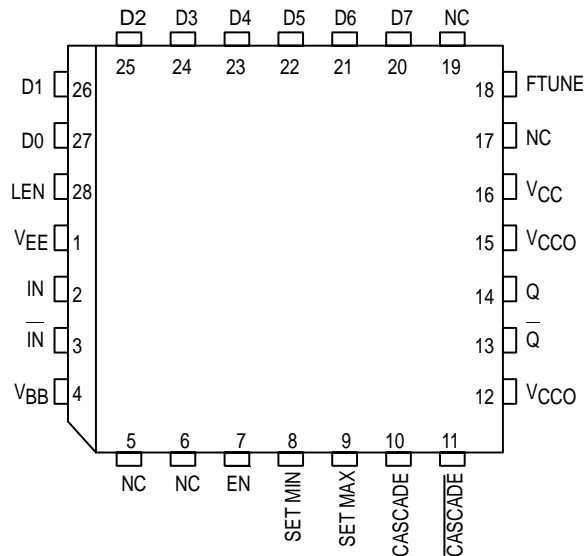 D2 D3 D4 D5 D6 D7 NC
25 24 23 22 21 20 19
D1 26 18 FTUNE
D0 27 17 NC
LEN 28 16 VCC
VEE 1 15 VCCO
IN 2 14 Q
I̅N̅ 3 13 Q̅
VBB 4 12 VCCO
5 6 7 8 9 10 11
NC NC EN SET MIN SET MAX CASCADE C̅A̅S̅C̅A̅D̅E̅